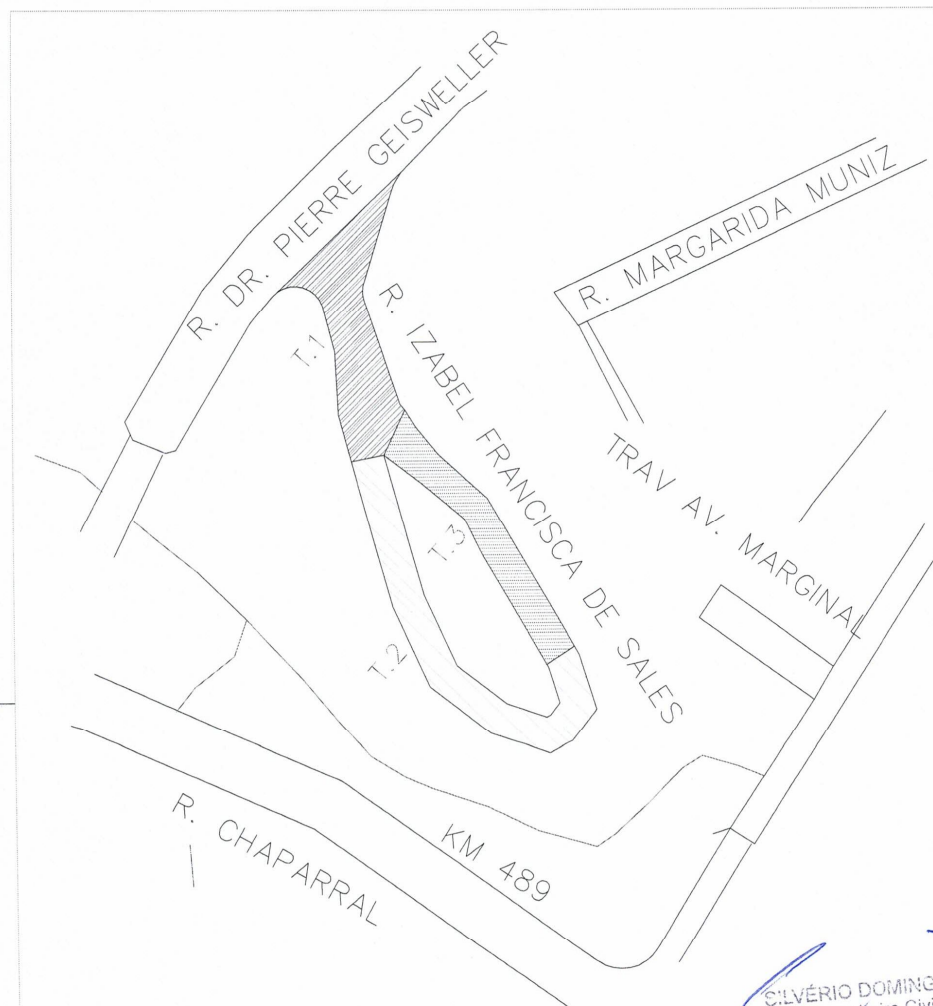 R. DR. PIERRE GEISWELLER
R. MARGARIDA MUNIZ
T.1
R. IZABEL FRANCISCA DE SALES
TRAV AV. MARGINAL
T.3
T.2
R. CHAPARRAL
KM 489
SILVÉRIO DOMING